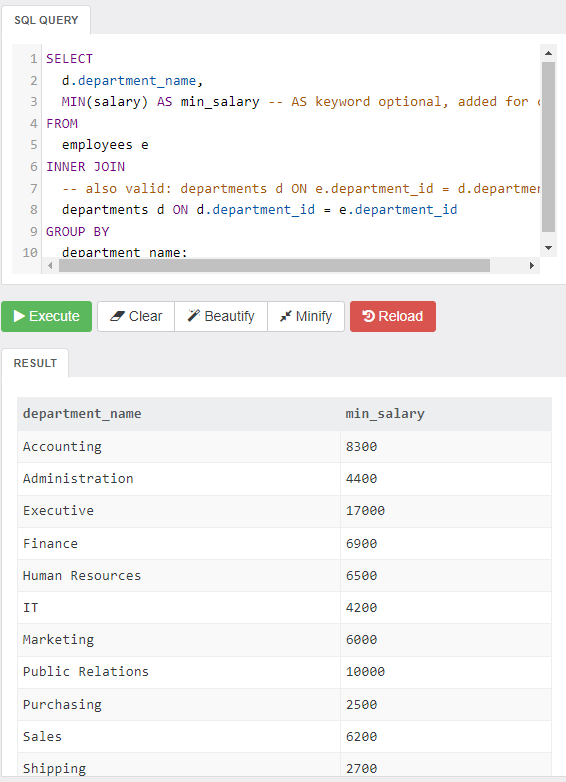 SQL QUERY
1 SELECT
2 d.department_name,
3 MIN(salary) AS min_salary -- AS keyword optional, added for
4 FROM
5 employees e
6 INNER JOIN
7 -- also valid: departments d ON e.department_id = d.departmen
8 departments d ON d.department_id = e.department_id
9 GROUP BY
10 department_name;
Execute Clear Beautify Minify Reload
RESULT
department_name min_salary
Accounting 8300
Administration 4400
Executive 17000
Finance 6900
Human Resources 6500
IT 4200
Marketing 6000
Public Relations 10000
Purchasing 2500
Sales 6200
Shipping 2700